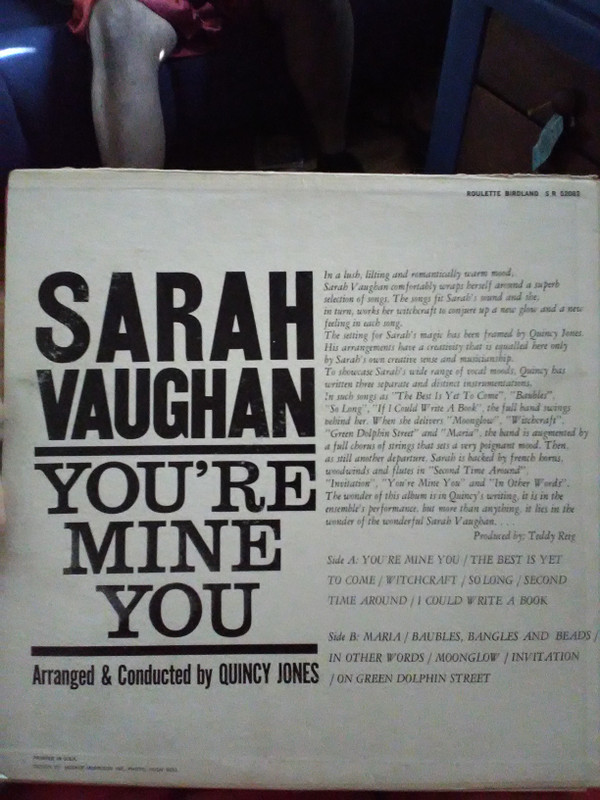 ROULETTE BIRDLAND S R 52082
SARAH
VAUGHAN
YOU'RE
MINE
YOU
Arranged & Conducted by QUINCY JONES
In a lush, lilting and romantically warm mood,
Sarah Vaughan comfortably wraps herself around a superb
selection of songs. The songs fit Sarah's sound and she,
in turn, works her witchcraft to conjure up a new glow and a new
feeling in each song.
The setting for Sarah's magic has been framed by Quincy Jones.
His arrangements have a creativity that is equalled here only
by Sarah's own creative sense and musicianship.
To showcase Sarah's wide range of vocal moods, Quincy has
written three separate and distinct instrumentations.
In such songs as "The Best Is Yet To Come", "Baubles",
"So Long", "If I Could Write A Book", the full band swings
behind her. When she delivers "Moonglow", "Witchcraft",
"Green Dolphin Street" and "Maria", the band is augmented by
a full chorus of strings that sets a very poignant mood. Then,
as still another departure, Sarah is backed by french horns,
woodwinds and flutes in "Second Time Around",
"Invitation", "You're Mine You" and "In Other Words".
The wonder of this album is in Quincy's writing, it is in the
ensemble's performance, but more than anything, it lies in the
wonder of the wonderful Sarah Vaughan. . . .
Produced by: Teddy Reig
Side A: YOU'RE MINE YOU / THE BEST IS YET
TO COME / WITCHCRAFT / SO LONG / SECOND
TIME AROUND / I COULD WRITE A BOOK
Side B: MARIA / BAUBLES, BANGLES AND BEADS /
IN OTHER WORDS / MOONGLOW / INVITATION
/ ON GREEN DOLPHIN STREET
PRINTED IN U.S.A.